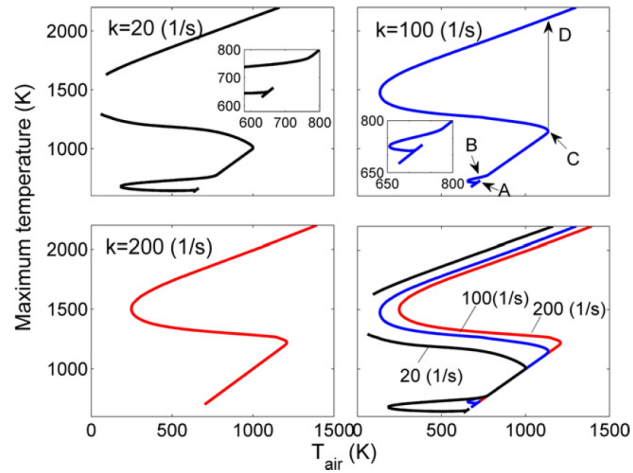 k=20 (1/s)
k=100 (1/s)
2000
1500
1000
800
700
600
600
700
800
D
800
650
650
800
B
A
C
Maximum temperature (K)
k=200 (1/s)
2000
1500
1000
0
500
1000
1500
100(1/s)
200 (1/s)
20 (1/s)
0
500
1000
1500
T_air (K)